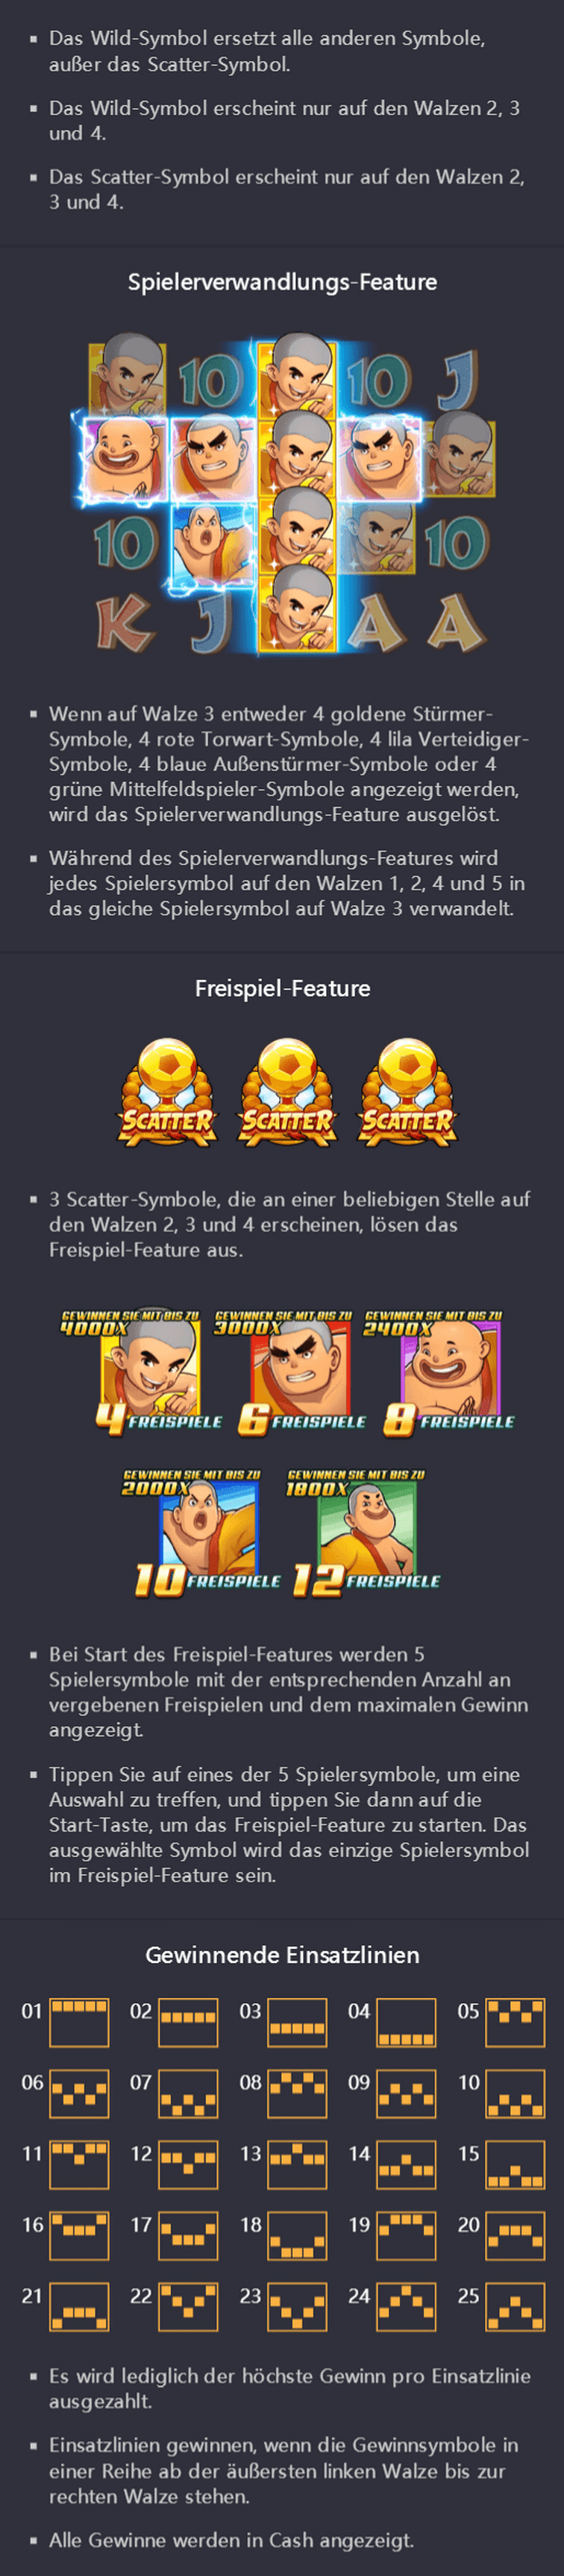 ▪ Das Wild-Symbol ersetzt alle anderen Symbole,
außer das Scatter-Symbol.
▪ Das Wild-Symbol erscheint nur auf den Walzen 2, 3
und 4.
▪ Das Scatter-Symbol erscheint nur auf den Walzen 2,
3 und 4.
Spielerverwandlungs-Feature
10 10 J
10 10
K J A A
▪ Wenn auf Walze 3 entweder 4 goldene Stürmer-
Symbole, 4 rote Torwart-Symbole, 4 lila Verteidiger-
Symbole, 4 blaue Außenstürmer-Symbole oder 4
grüne Mittelfeldspieler-Symbole angezeigt werden,
wird das Spielerverwandlungs-Feature ausgelöst.
▪ Während des Spielerverwandlungs-Features wird
jedes Spielersymbol auf den Walzen 1, 2, 4 und 5 in
das gleiche Spielersymbol auf Walze 3 verwandelt.
Freispiel-Feature
SCATTER SCATTER SCATTER
▪ 3 Scatter-Symbole, die an einer beliebigen Stelle auf
den Walzen 2, 3 und 4 erscheinen, lösen das
Freispiel-Feature aus.
GEWINNEN SIE MIT BIS ZU GEWINNEN SIE MIT BIS ZU GEWINNEN SIE MIT BIS ZU
4000X 3000X 2400X
4 FREISPIELE 6 FREISPIELE 8 FREISPIELE
GEWINNEN SIE MIT BIS ZU GEWINNEN SIE MIT BIS ZU
2000X 1800X
10 FREISPIELE 12 FREISPIELE
▪ Bei Start des Freispiel-Features werden 5
Spielersymbole mit der entsprechenden Anzahl an
vergebenen Freispielen und dem maximalen Gewinn
angezeigt.
▪ Tippen Sie auf eines der 5 Spielersymbole, um eine
Auswahl zu treffen, und tippen Sie dann auf die
Start-Taste, um das Freispiel-Feature zu starten. Das
ausgewählte Symbol wird das einzige Spielersymbol
im Freispiel-Feature sein.
Gewinnende Einsatzlinien
01 02 03 04 05
06 07 08 09 10
11 12 13 14 15
16 17 18 19 20
21 22 23 24 25
▪ Es wird lediglich der höchste Gewinn pro Einsatzlinie
ausgezahlt.
▪ Einsatzlinien gewinnen, wenn die Gewinnsymbole in
einer Reihe ab der äußersten linken Walze bis zur
rechten Walze stehen.
▪ Alle Gewinne werden in Cash angezeigt.